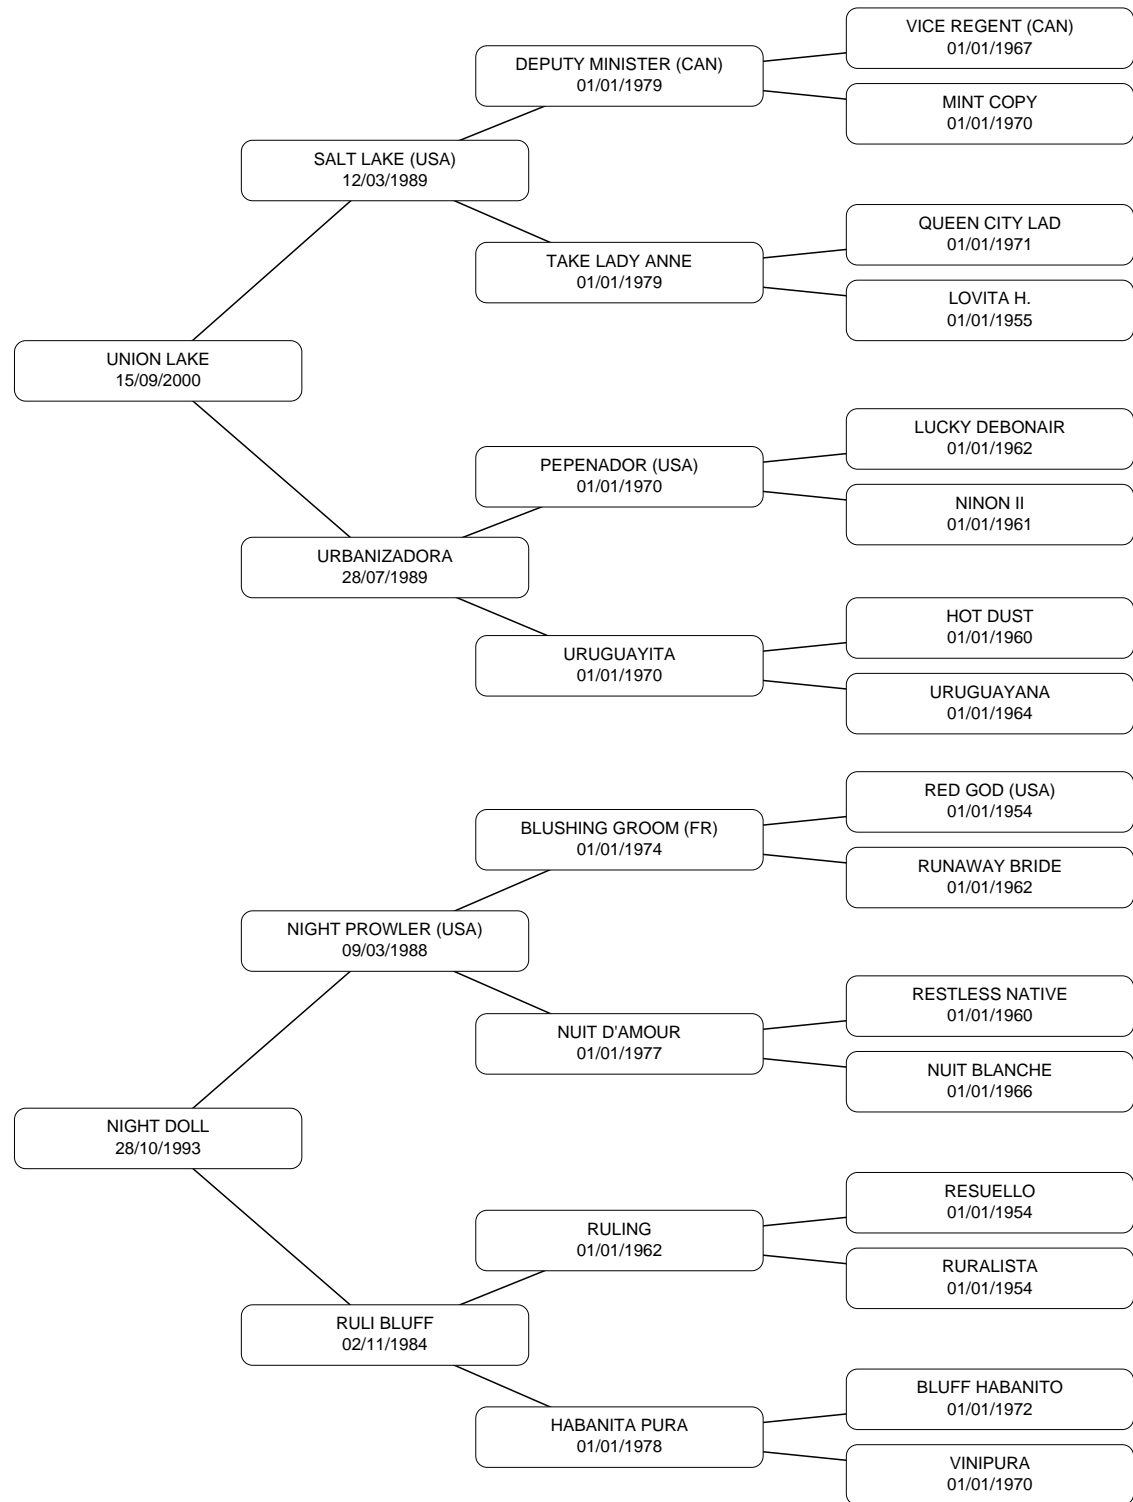 VICE REGENT (CAN)
01/01/1967
DEPUTY MINISTER (CAN)
01/01/1979
MINT COPY
01/01/1970
SALT LAKE (USA)
12/03/1989
QUEEN CITY LAD
01/01/1971
TAKE LADY ANNE
01/01/1979
LOVITA H.
01/01/1955
UNION LAKE
15/09/2000
LUCKY DEBONAIR
01/01/1962
PEPENADOR (USA)
01/01/1970
NINON II
01/01/1961
URBANIZADORA
28/07/1989
HOT DUST
01/01/1960
URUGUAYITA
01/01/1970
URUGUAYANA
01/01/1964
RED GOD (USA)
01/01/1954
BLUSHING GROOM (FR)
01/01/1974
RUNAWAY BRIDE
01/01/1962
NIGHT PROWLER (USA)
09/03/1988
RESTLESS NATIVE
01/01/1960
NUIT D'AMOUR
01/01/1977
NUIT BLANCHE
01/01/1966
NIGHT DOLL
28/10/1993
RESUELLO
01/01/1954
RULING
01/01/1962
RURALISTA
01/01/1954
RULI BLUFF
02/11/1984
BLUFF HABANITO
01/01/1972
HABANITA PURA
01/01/1978
VINIPURA
01/01/1970